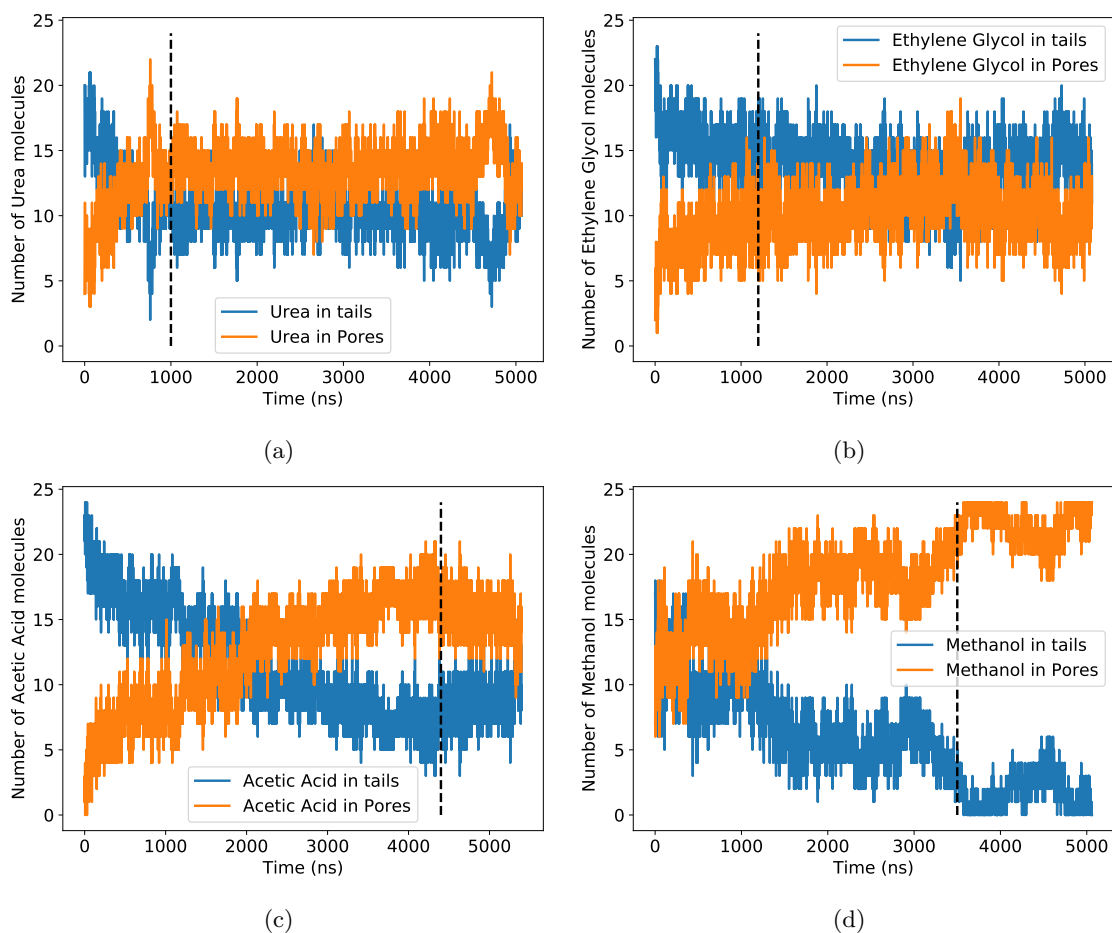 25
20
15
10
5
0
Number of Urea molecules
Urea in tails
Urea in Pores
0 1000 2000 3000 4000 5000
Time (ns)
(a)
25
20
15
10
5
0
Number of Ethylene Glycol molecules
Ethylene Glycol in tails
Ethylene Glycol in Pores
0 1000 2000 3000 4000 5000
Time (ns)
(b)
25
20
15
10
5
0
Number of Acetic Acid molecules
Acetic Acid in tails
Acetic Acid in Pores
0 1000 2000 3000 4000 5000
Time (ns)
(c)
25
20
15
10
5
0
Number of Methanol molecules
Methanol in tails
Methanol in Pores
0 1000 2000 3000 4000 5000
Time (ns)
(d)